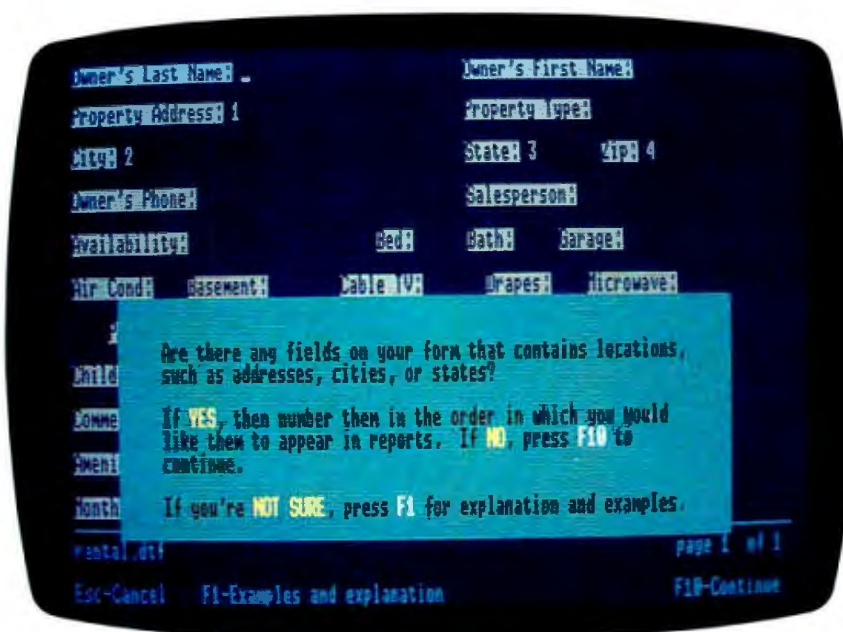 Owner's Last Name: _ Owner's First Name:
Property Address: 1 Property Type:
City: 2 State: 3 Zip: 4
Owner's Phone: Salesperson:
Availability: Bed: Bath: Garage:
Air Cond: Basement: Cable TV: Drapes: Microwave:
Are there any fields on your form that contains locations,
such as addresses, cities, or states?
Child
If YES, then number them in the order in which you would
Comme
like them to appear in reports. If NO, press F10 to
continue.
Ameni
If you're NOT SURE, press F1 for explanation and examples.
Month
rental.dtf page 1 of 1
Esc-Cancel F1-Examples and explanation F10-Continue